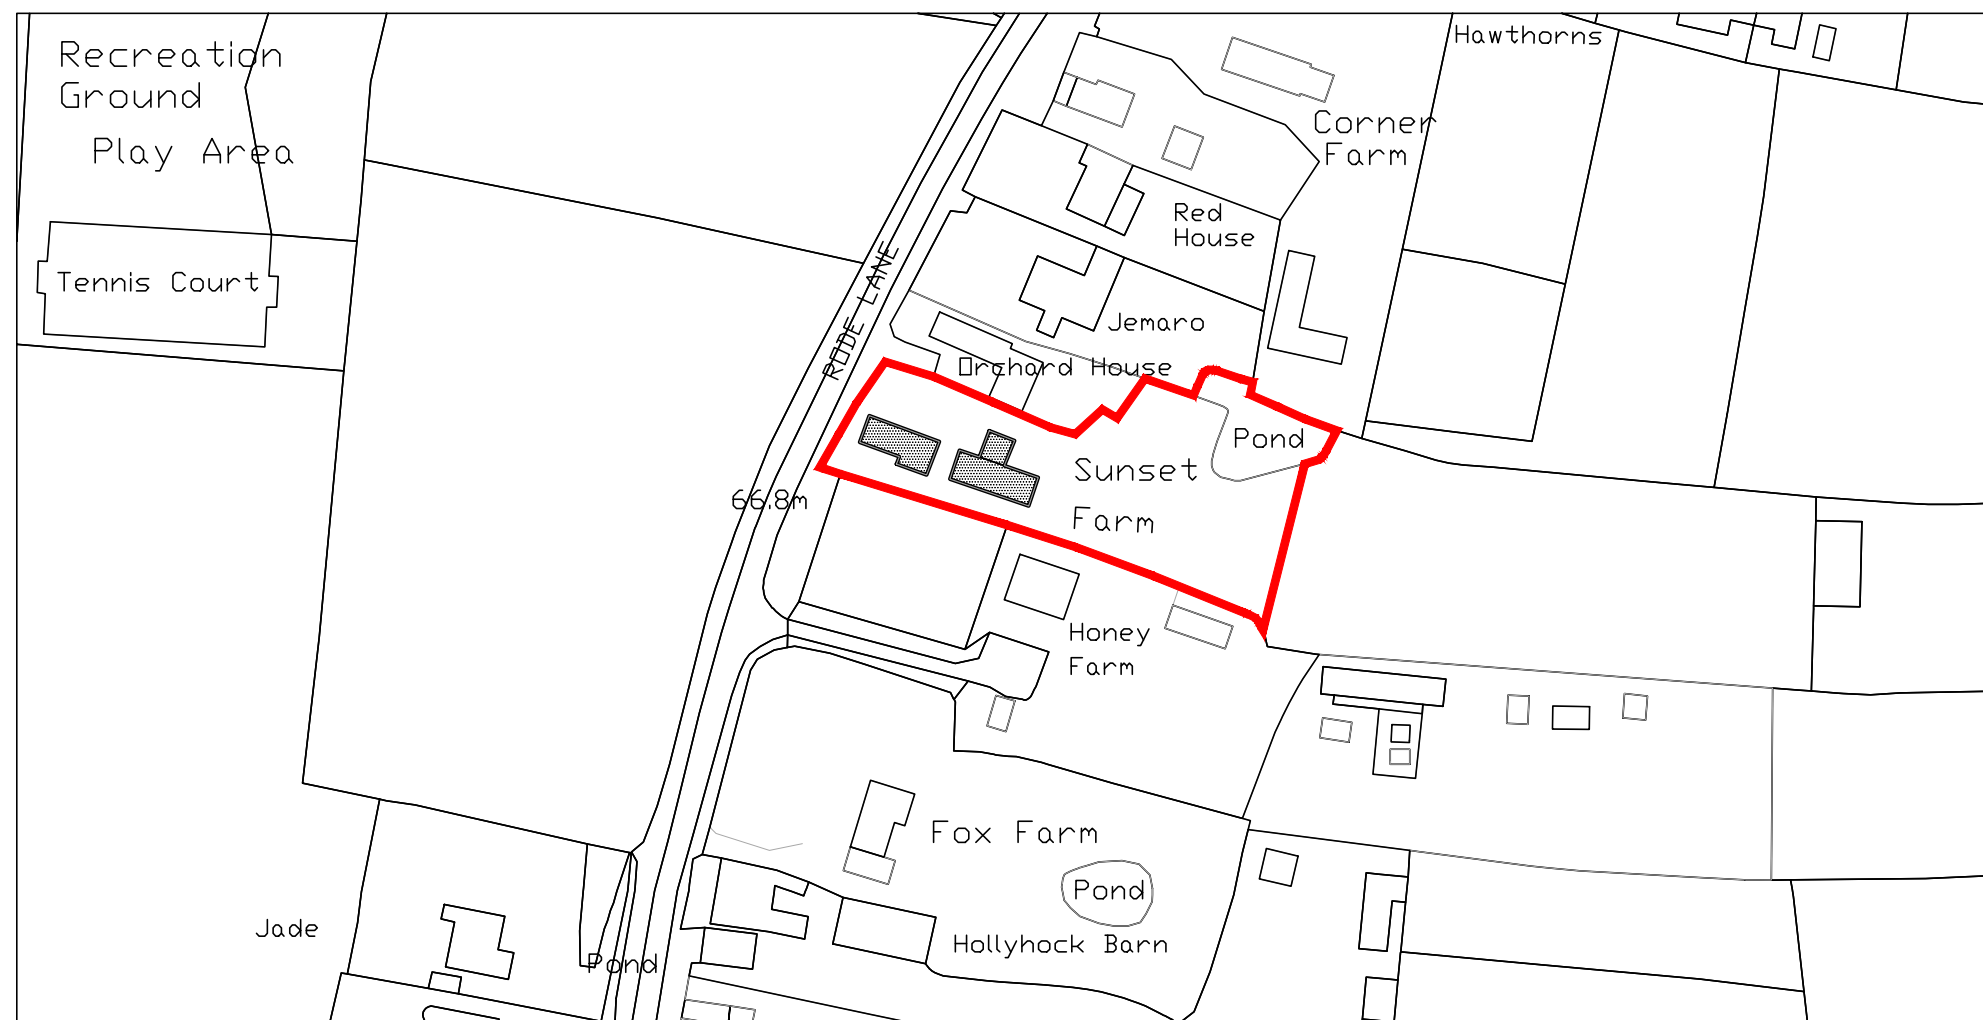 Recreation
Ground
Play Area
Tennis Court
Hawthorns
Corner
Farm
Red
House
RODE LANE
Jemaro
Orchard House
Pond
Sunset
Farm
66.8m
Honey
Farm
Fox Farm
Pond
Hollyhock Barn
Jade
Pond